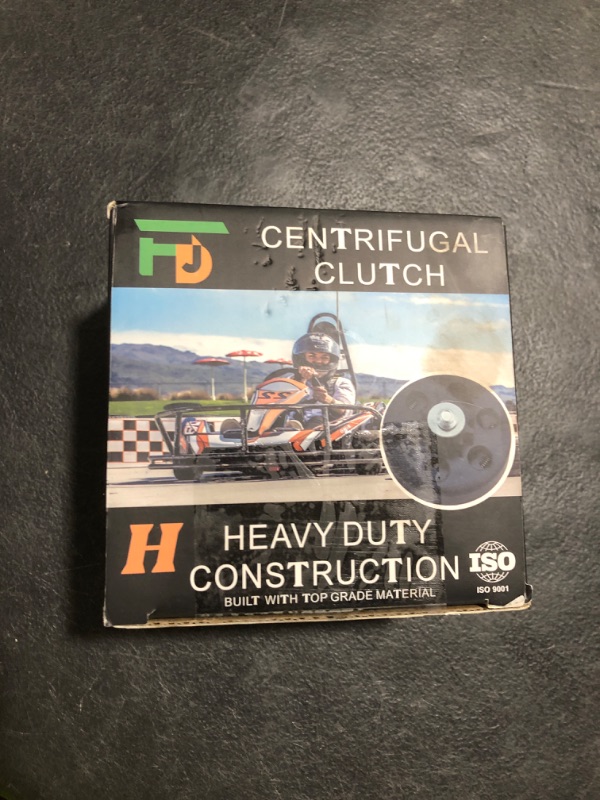 CENTRIFUGAL
CLUTCH
H
HEAVY DUTY
CONSTRUCTION
BUILT WITH TOP GRADE MATERIAL
ISO
ISO 9001